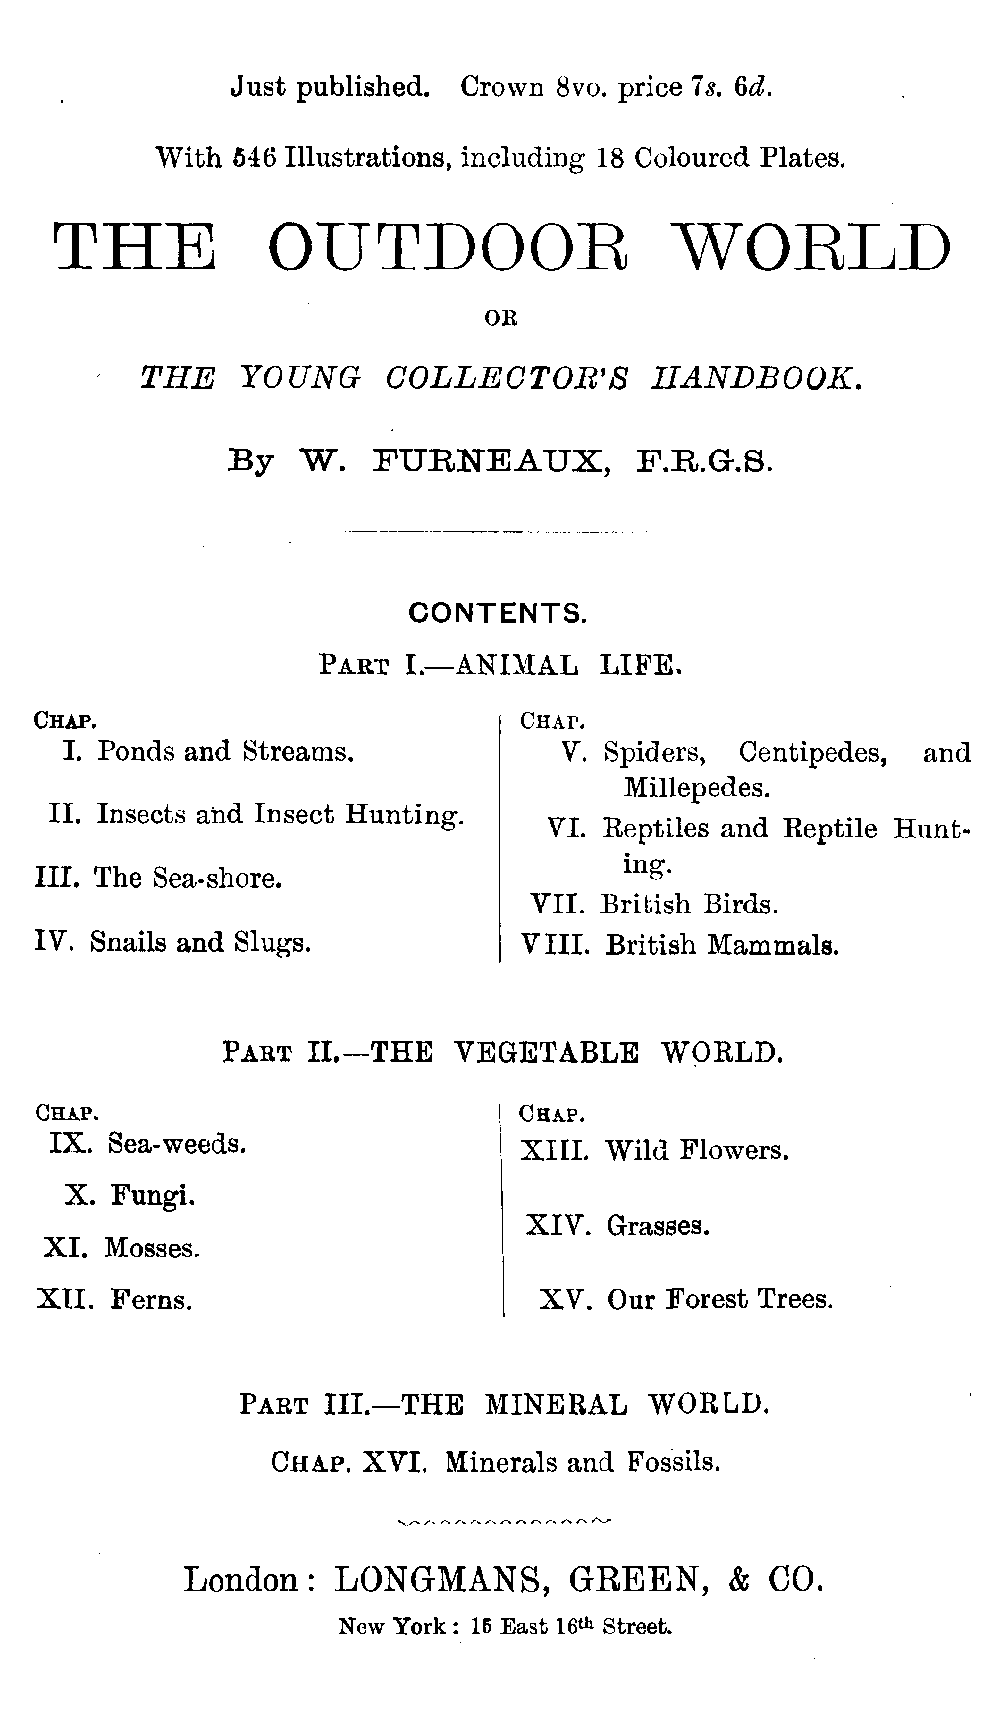 Just published. Crown 8vo. price 7s. 6d.
With 546 Illustrations, including 18 Coloured Plates.
THE OUTDOOR WORLD
OR
THE YOUNG COLLECTOR'S HANDBOOK.
By W. FURNEAUX, F.R.G.S.
CONTENTS.
PART I.—ANIMAL LIFE.
CHAP.
I. Ponds and Streams.
II. Insects and Insect Hunting.
III. The Sea-shore.
IV. Snails and Slugs.
CHAP.
V. Spiders, Centipedes, and
Millepedes.
VI. Reptiles and Reptile Hunt-
ing.
VII. British Birds.
VIII. British Mammals.
PART II.—THE VEGETABLE WORLD.
CHAP.
IX. Sea-weeds.
X. Fungi.
XI. Mosses.
XII. Ferns.
CHAP.
XIII. Wild Flowers.
XIV. Grasses.
XV. Our Forest Trees.
PART III.—THE MINERAL WORLD.
CHAP. XVI. Minerals and Fossils.
London: LONGMANS, GREEN, & CO.
New York: 15 East 16th Street.